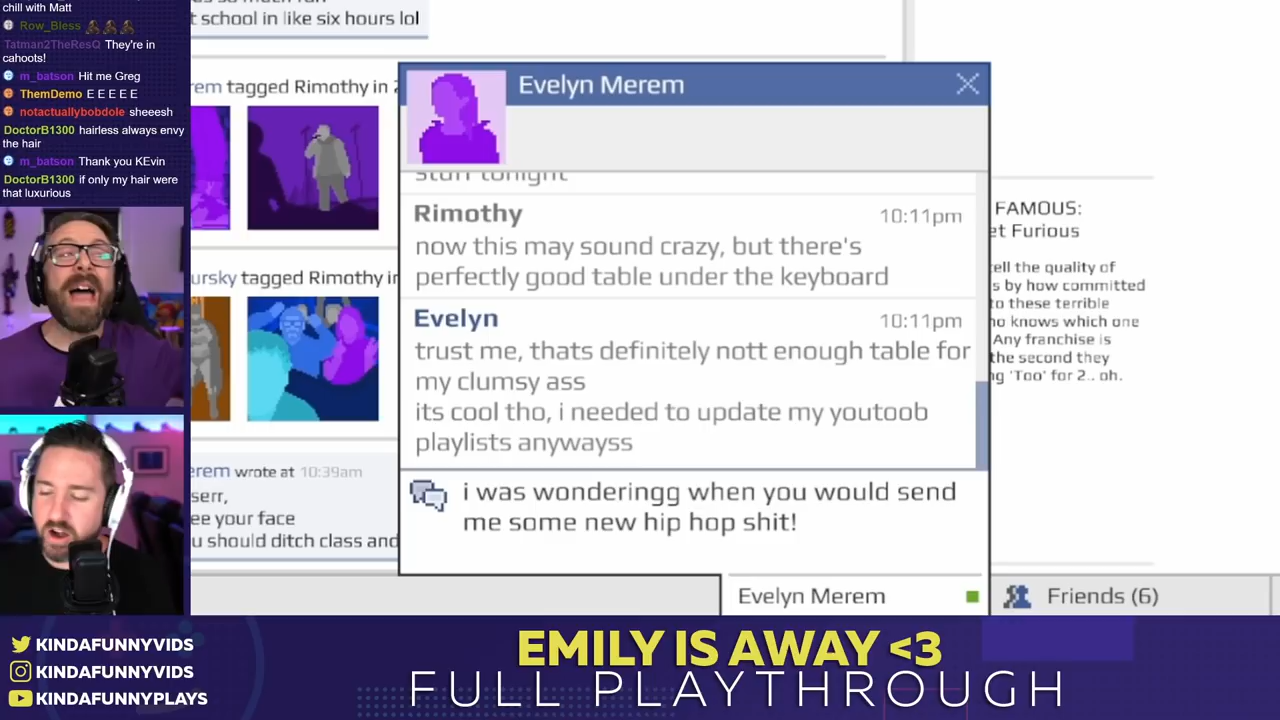 chill with Matt
Row_Bless
Tatman2TheResQ They're in
cahoots!
m_batson Hit me Greg
ThemDemo E E E E E
notactuallybobdole sheeesh
DoctorB1300 hairless always envy
the hair
m_batson Thank you KEvin
DoctorB1300 if only my hair were
that luxurious
t school in like six hours lol
rem tagged Rimothy in 2
ursky tagged Rimothy in
erem wrote at 10:39am
serr,
ee your face
u should ditch class and
Evelyn Merem
stuff tonight
Rimothy 10:11pm
now this may sound crazy, but there's
perfectly good table under the keyboard
Evelyn 10:11pm
trust me, thats definitely nott enough table for
my clumsy ass
its cool tho, i needed to update my youtoob
playlists anywayss
i was wonderingg when you would send
me some new hip hop shit!
Evelyn Merem
Friends (6)
FAMOUS:
et Furious
tell the quality of
s by how committed
to these terrible
ho knows which one
Any franchise is
the second they
ng 'Too' for 2.. oh.
KINDAFUNNYVIDS
KINDAFUNNYVIDS
KINDAFUNNYPLAYS
EMILY IS AWAY <3
FULL PLAYTHROUGH